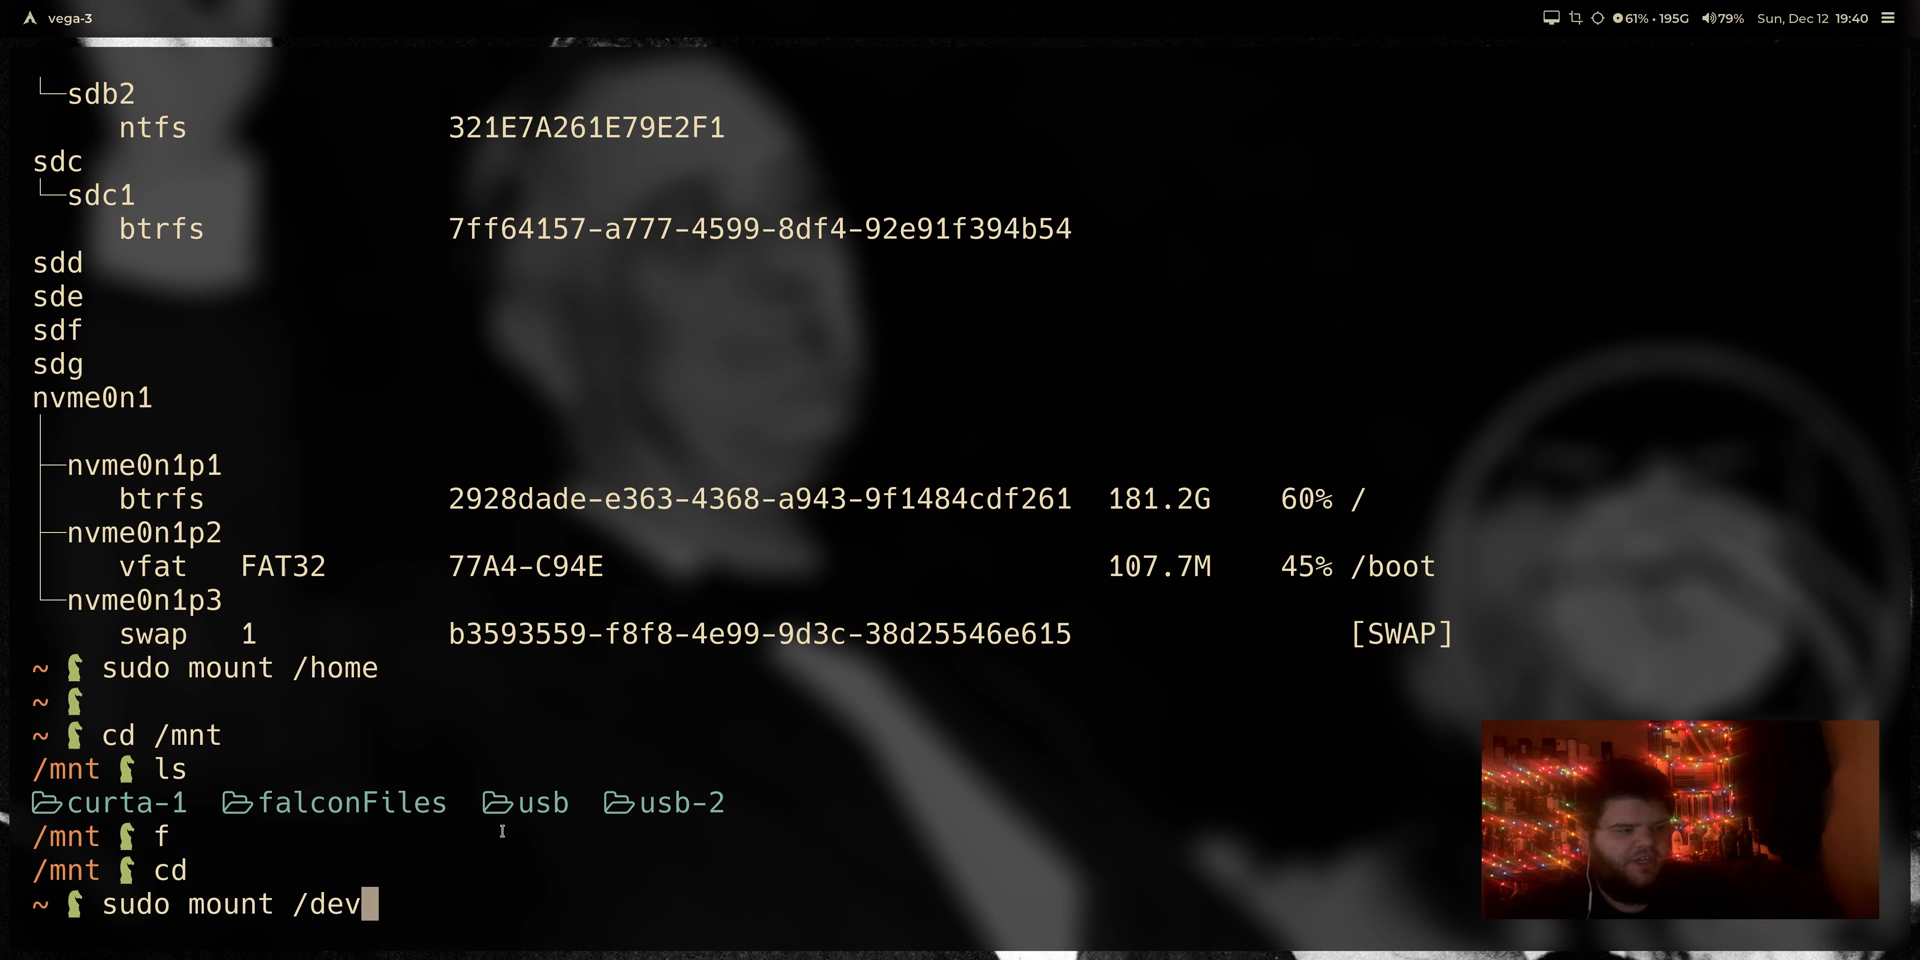 vega-3
61% • 195G 79% Sun, Dec 12 19:40
└─sdb2
ntfs 321E7A261E79E2F1
sdc
└─sdc1
btrfs 7ff64157-a777-4599-8df4-92e91f394b54
sdd
sde
sdf
sdg
nvme0n1
│
├─nvme0n1p1
│ btrfs 2928dade-e363-4368-a943-9f1484cdf261 181.2G 60% /
├─nvme0n1p2
│ vfat FAT32 77A4-C94E 107.7M 45% /boot
└─nvme0n1p3
swap 1 b3593559-f8f8-4e99-9d3c-38d25546e615 [SWAP]
~ sudo mount /home
~
~ cd /mnt
/mnt ls
curta-1 falconFiles usb usb-2
/mnt f
/mnt cd
~ sudo mount /dev